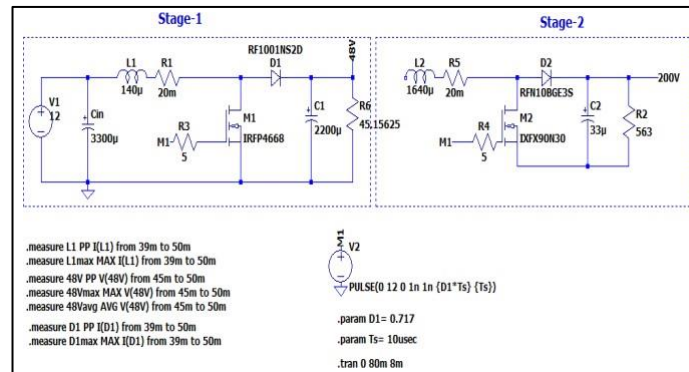 Stage-1
Stage-2
RF1001NS2D
L1
R1
D1
48V
140µ
20m
V1
12
Cin
3300µ
M1
R3
5
M1
IRFP4668
C1
2200µ
R6
45.15625
L2
R5
D2
1640µ
20m
RFN10BGE3S
200V
M1
R4
5
M2
IXFX90N30
C2
33µ
R2
563
.measure L1 PP I(L1) from 39m to 50m
.measure L1max MAX I(L1) from 39m to 50m
.measure 48V PP V(48V) from 45m to 50m
.measure 48Vmax MAX V(48V) from 45m to 50m
.measure 48Vavg AVG V(48V) from 45m to 50m
.measure D1 PP I(D1) from 39m to 50m
.measure D1max MAX I(D1) from 39m to 50m
M1
V2
PULSE(0 12 0 1n 1n {D1*Ts} {Ts})
.param D1= 0.717
.param Ts= 10usec
.tran 0 80m 8m